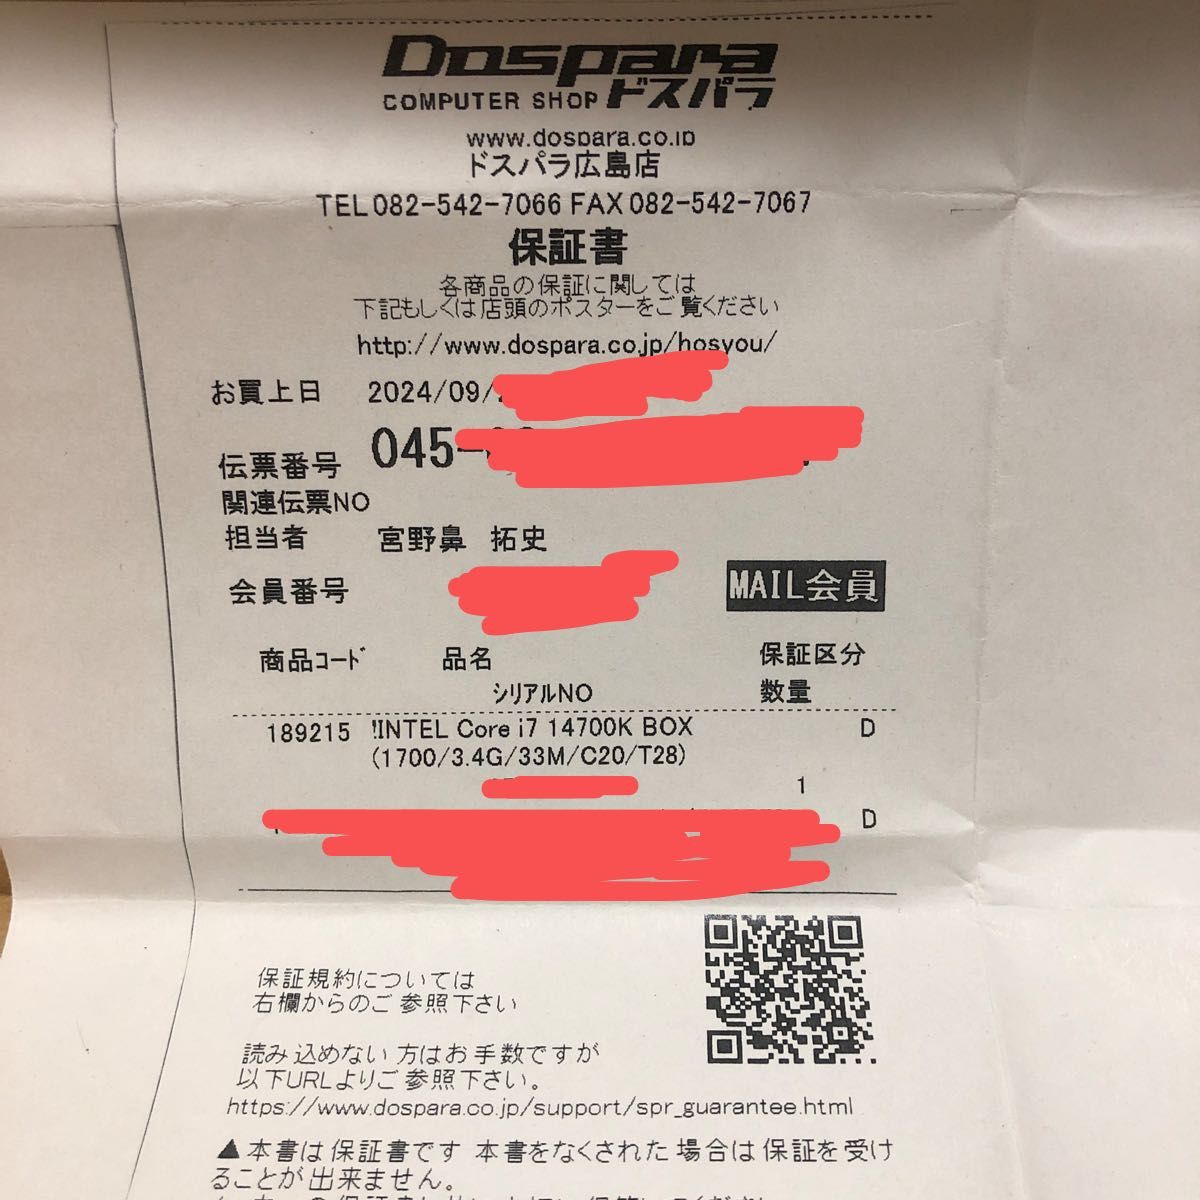 Dospara
COMPUTER SHOP ドスパラ
www.dospara.co.jp
ドスパラ広島店
TEL082-542-7066 FAX082-542-7067
保証書
各商品の保証に関しては
下記もしくは店頭のポスターをご覧ください
http://www.dospara.co.jp/hosyou/
お買上日 2024/09/
伝票番号 045-
関連伝票NO
担当者 宮野鼻 拓史
会員番号 MAIL会員
商品コード 品名 保証区分
シリアルNO 数量
189215 !INTEL Core i7 14700K BOX D
(1700/3.4G/33M/C20/T28)
1
D
保証規約については
右欄からのご参照下さい
読み込めない方はお手数ですが
以下URLよりご参照下さい。
https://www.dospara.co.jp/support/spr_guarantee.html
▲本書は保証書です 本書をなくされた場合は保証を受け
ることが出来ません。